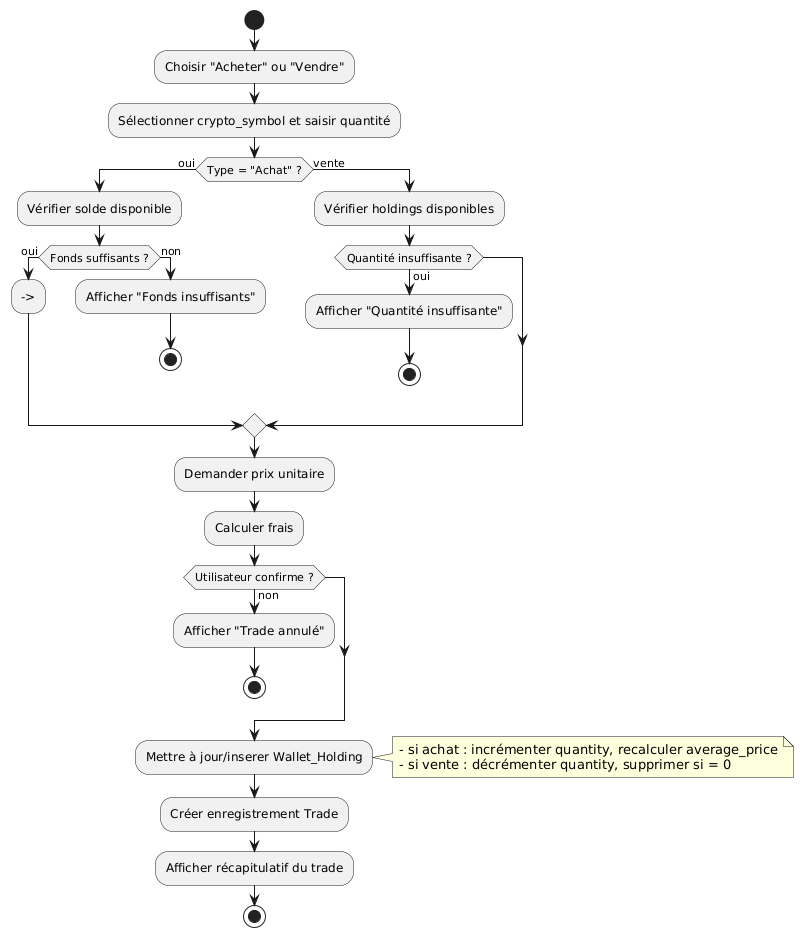 Choisir "Acheter" ou "Vendre"
Sélectionner crypto_symbol et saisir quantité
Type = "Achat" ?
oui
vente
Vérifier solde disponible
Vérifier holdings disponibles
Fonds suffisants ?
oui
non
Quantité insuffisante ?
oui
->
Afficher "Fonds insuffisants"
Afficher "Quantité insuffisante"
Demander prix unitaire
Calculer frais
Utilisateur confirme ?
non
Afficher "Trade annulé"
Mettre à jour/inserer Wallet_Holding
- si achat : incrémenter quantity, recalculer average_price
- si vente : décrémenter quantity, supprimer si = 0
Créer enregistrement Trade
Afficher récapitulatif du trade